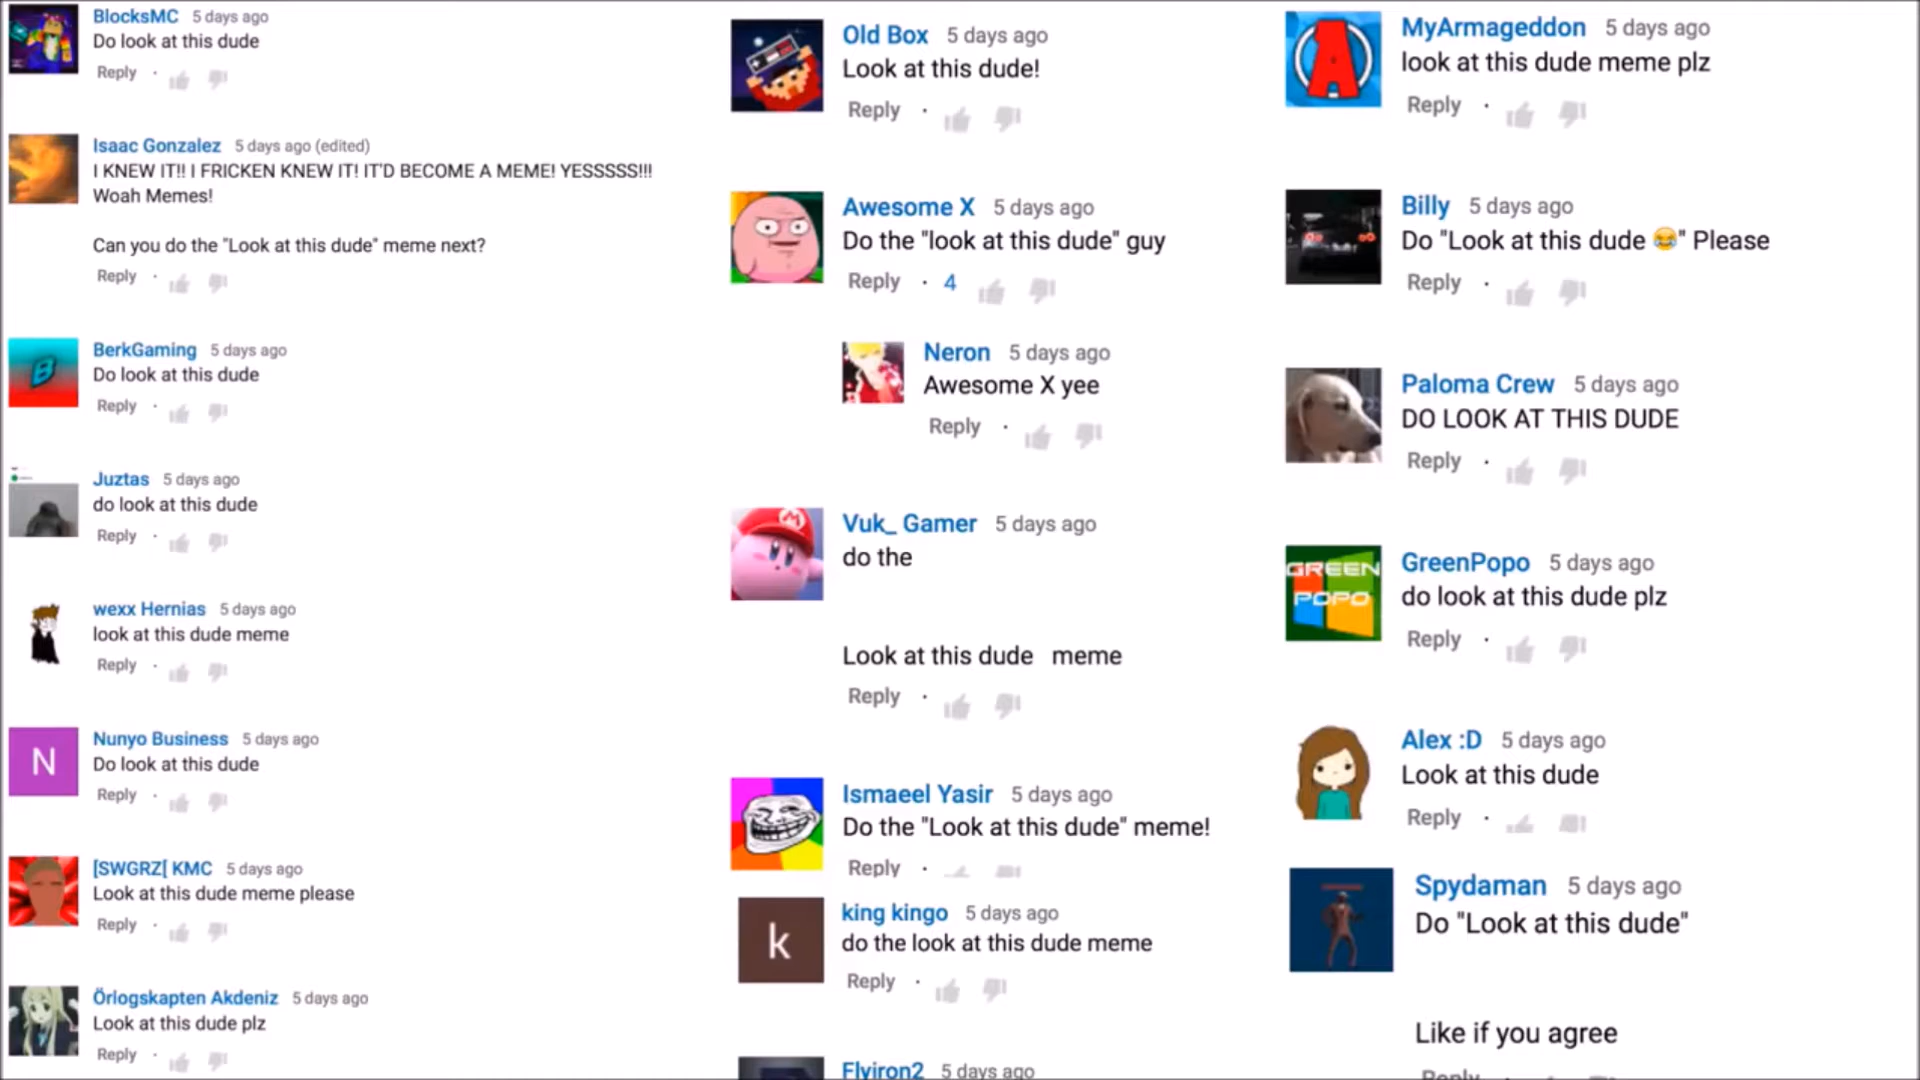 BlocksMC 5 days ago
Do look at this dude
Reply ·
Isaac Gonzalez 5 days ago (edited)
I KNEW IT!! I FRICKEN KNEW IT! IT'D BECOME A MEME! YESSSSS!!!
Woah Memes!
Can you do the "Look at this dude" meme next?
Reply ·
BerkGaming 5 days ago
Do look at this dude
Reply ·
Juztas 5 days ago
do look at this dude
Reply ·
wexx Hernias 5 days ago
look at this dude meme
Reply ·
N
Nunyo Business 5 days ago
Do look at this dude
Reply ·
[SWGRZ[ KMC 5 days ago
Look at this dude meme please
Reply ·
Örlogskapten Akdeniz 5 days ago
Look at this dude plz
Reply ·
Old Box 5 days ago
Look at this dude!
Reply ·
Awesome X 5 days ago
Do the "look at this dude" guy
Reply · 4
Neron 5 days ago
Awesome X yee
Reply ·
Vuk_ Gamer 5 days ago
do the
Look at this dude meme
Reply ·
Ismaeel Yasir 5 days ago
Do the "Look at this dude" meme!
Reply ·
k
king kingo 5 days ago
do the look at this dude meme
Reply ·
Flyiron2 5 days ago
A
MyArmageddon 5 days ago
look at this dude meme plz
Reply ·
Billy 5 days ago
Do "Look at this dude 😂" Please
Reply ·
Paloma Crew 5 days ago
DO LOOK AT THIS DUDE
Reply ·
GREEN
POPO
GreenPopo 5 days ago
do look at this dude plz
Reply ·
Alex :D 5 days ago
Look at this dude
Reply ·
Spydaman 5 days ago
Do "Look at this dude"
Like if you agree
Reply